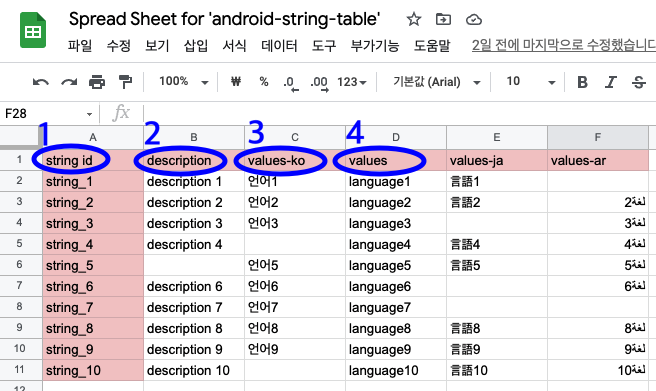 Spread Sheet for 'android-string-table'
파일 수정 보기 삽입 서식 데이터 도구 부가기능 도움말 2일 전에 마지막으로 수정했습니다
100% ₩ % .0 .00 123 기본값 (Arial) 10 B I S
F28 fx
1 2 3 4
A B C D E F
1 string id description values-ko values values-ja values-ar
2 string_1 description 1 언어1 language1 言語1
3 string_2 description 2 언어2 language2 言語2 لغة2
4 string_3 description 3 언어3 language3 لغة3
5 string_4 description 4 language4 言語4 لغة4
6 string_5 언어5 language5 言語5 لغة5
7 string_6 description 6 언어6 language6 لغة6
8 string_7 description 7 언어7 language7
9 string_8 description 8 언어8 language8 言語8 لغة8
10 string_9 description 9 언어9 language9 言語9 لغة9
11 string_10 description 10 language10 言語10 لغة10
12